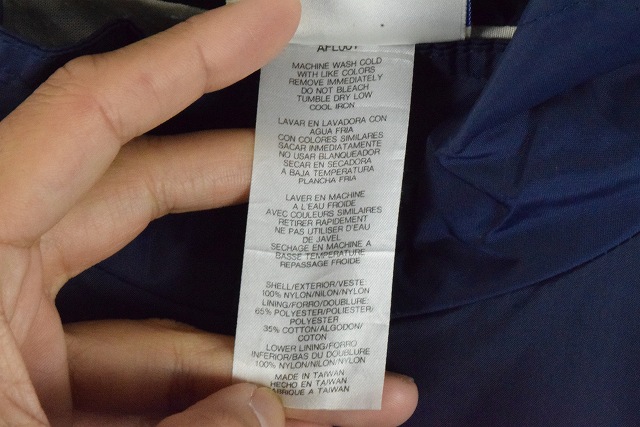 AFL001
MACHINE WASH COLD
WITH LIKE COLORS
REMOVE IMMEDIATELY
DO NOT BLEACH
TUMBLE DRY LOW
COOL IRON
LAVAR EN LAVADORA CON
AGUA FRIA
CON COLORES SIMILARES
SACAR INMEDIATAMENTE
NO USAR BLANQUEADOR
SECAR EN SECADORA
A BAJA TEMPERATURA
PLANCHA FRIA
LAVER EN MACHINE
A L'EAU FROIDE
AVEC COULEURS SIMILAIRES
RETIRER RAPIDEMENT
NE PAS UTILISER D'EAU
DE JAVEL
SECHAGE EN MACHINE A
BASSE TEMPERATURE
REPASSAGE FROIDE
SHELL/EXTERIOR/VESTE:
100% NYLON/NILON/NYLON
LINING/FORRO/DOUBLURE:
65% POLYESTER/POLIESTER/
POLYESTER
35% COTTON/ALGODON/
COTON
LOWER LINING/FORRO
INFERIOR/BAS DU DOUBLURE
100% NYLON/NILON/NYLON
MADE IN TAIWAN
HECHO EN TAIWAN
FABRIQUE A TAIWAN